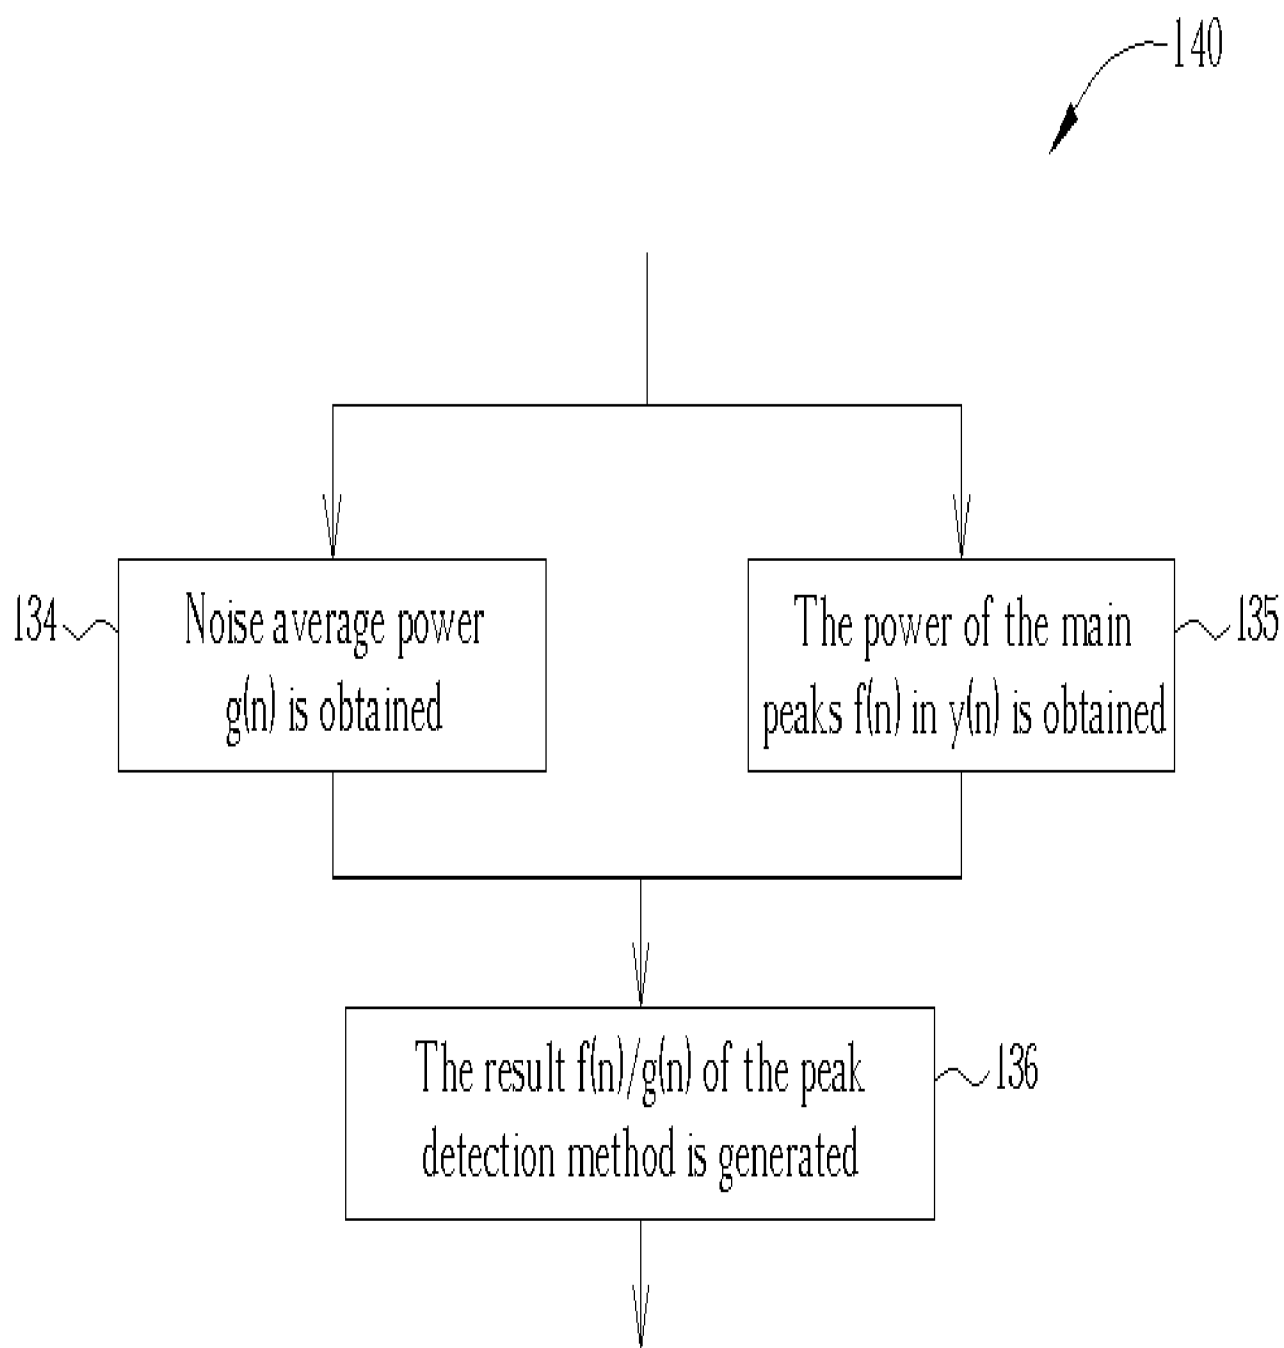 140
134
Noise average power
g(n) is obtained
The power of the main
peaks f(n) in y(n) is obtained
135
The result f(n)/g(n) of the peak
detection method is generated
136